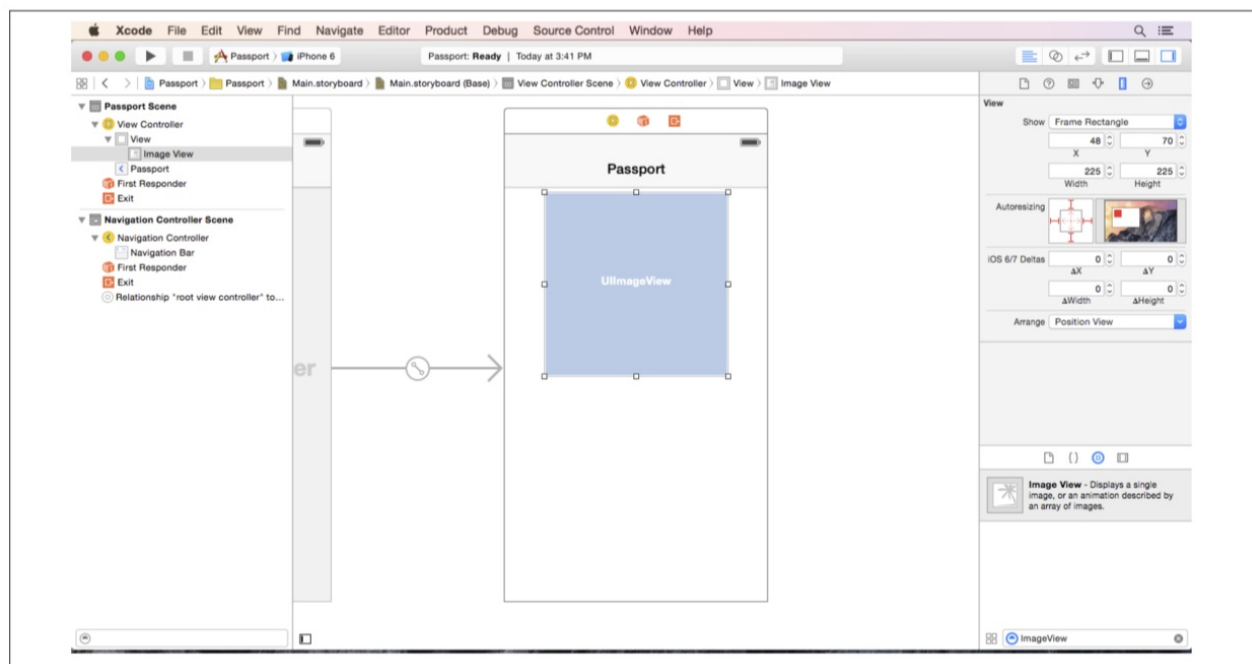 Xcode File Edit View Find Navigate Editor Product Debug Source Control Window Help
Passport iPhone 6
Passport: Ready | Today at 3:41 PM
Passport Passport Main.storyboard Main.storyboard (Base) View Controller Scene View Controller View Image View
Passport Scene
View Controller
View
Image View
Passport
First Responder
Exit
Navigation Controller Scene
Navigation Controller
Navigation Bar
First Responder
Exit
Relationship "root view controller" to...
er
Passport
UIImageView
View
Show Frame Rectangle
48 70
X Y
225 225
Width Height
Autoresizing
iOS 6/7 Deltas 0 0
ΔX ΔY
0 0
ΔWidth ΔHeight
Arrange Position View
{ }
Image View - Displays a single
image, or an animation described by
an array of images.
ImageView